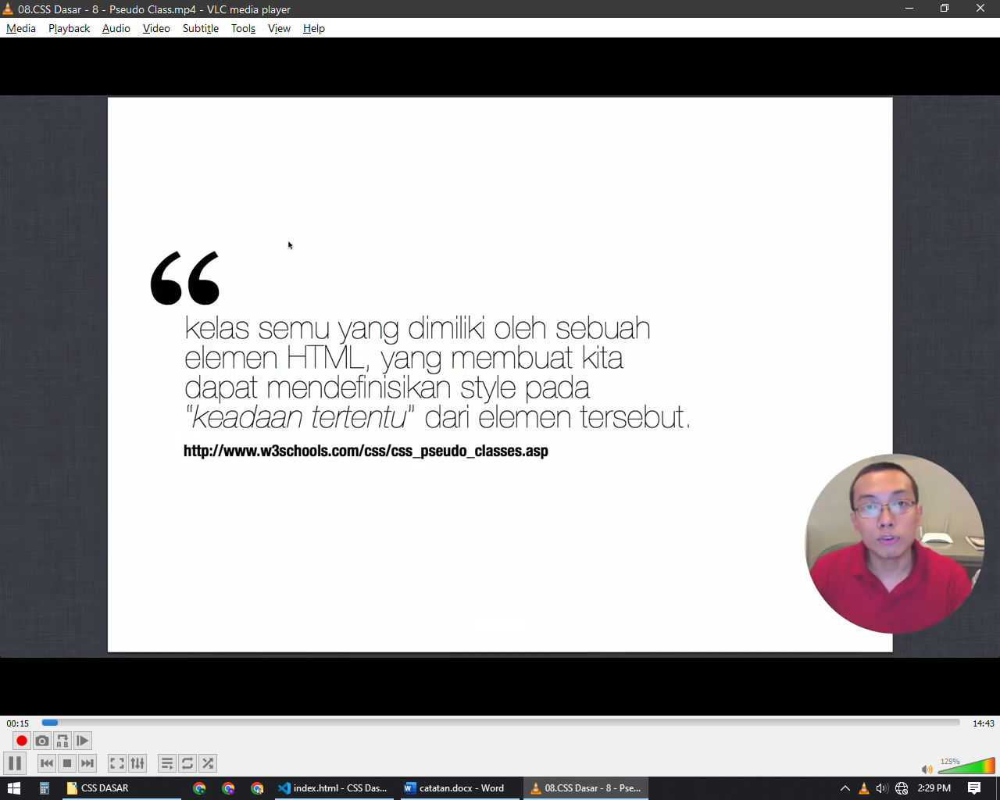 08.CSS Dasar - 8 - Pseudo Class.mp4 - VLC media player
Media Playback Audio Video Subtitle Tools View Help
“
kelas semu yang dimiliki oleh sebuah
elemen HTML, yang membuat kita
dapat mendefinisikan style pada
“keadaan tertentu” dari elemen tersebut.
http://www.w3schools.com/css/css_pseudo_classes.asp
00:15 14:43
A B
125%
CSS DASAR index.html - CSS Das... catatan.docx - Word 08.CSS Dasar - 8 - Pse... 2:29 PM